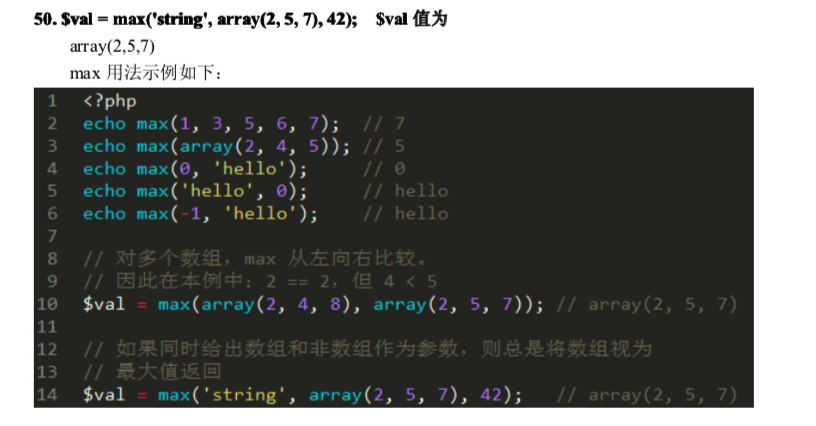 50. $val = max('string', array(2, 5, 7), 42);   $val 值为
array(2,5,7)
max 用法示例如下：
1 <?php
2 echo max(1, 3, 5, 6, 7);  // 7
3 echo max(array(2, 4, 5)); // 5
4 echo max(0, 'hello');     // 0
5 echo max('hello', 0);     // hello
6 echo max(-1, 'hello');    // hello
7
8 // 对多个数组，max 从左向右比较。
9 // 因此在本例中：2 == 2，但 4 < 5
10 $val = max(array(2, 4, 8), array(2, 5, 7)); // array(2, 5, 7)
11
12 // 如果同时给出数组和非数组作为参数，则总是将数组视为
13 // 最大值返回
14 $val = max('string', array(2, 5, 7), 42);   // array(2, 5, 7)